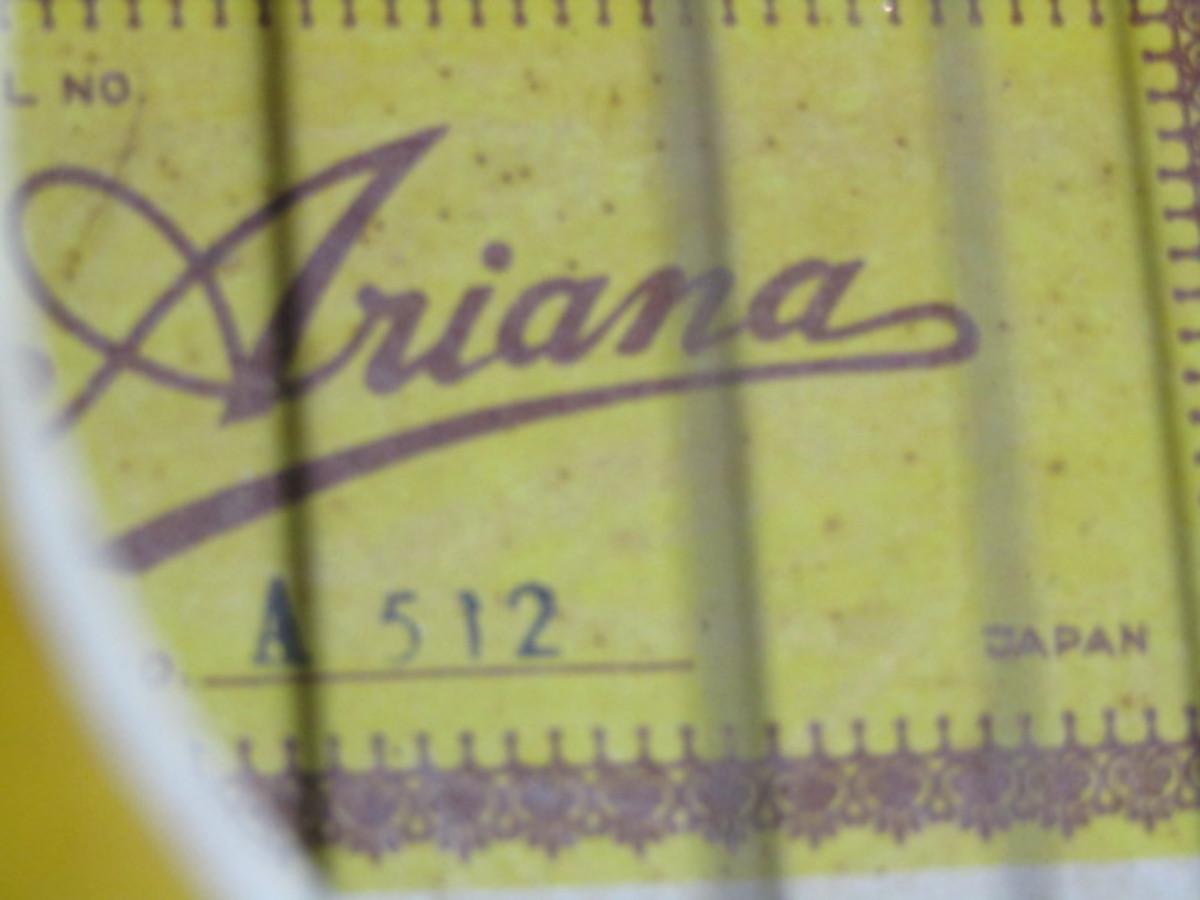 L NO.
Ariana
O. A 512
JAPAN